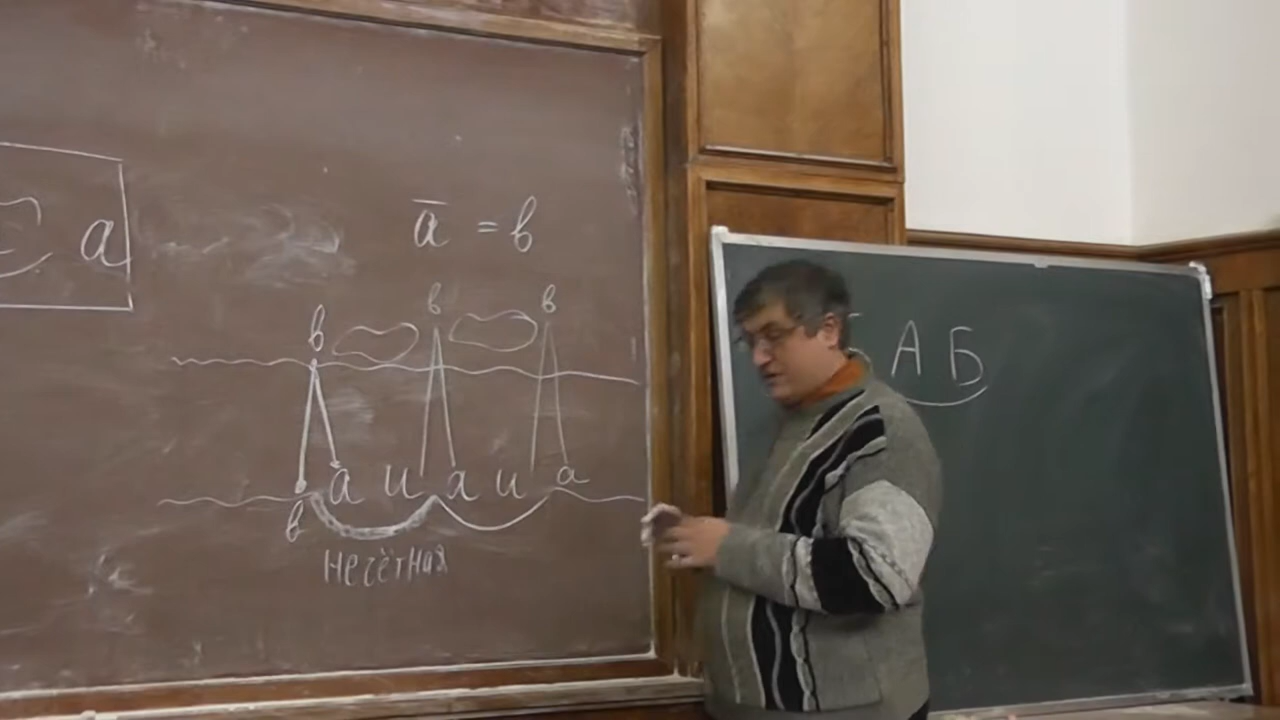 а
ā = в
в в в
а и а и а
в
нечётная
А Б